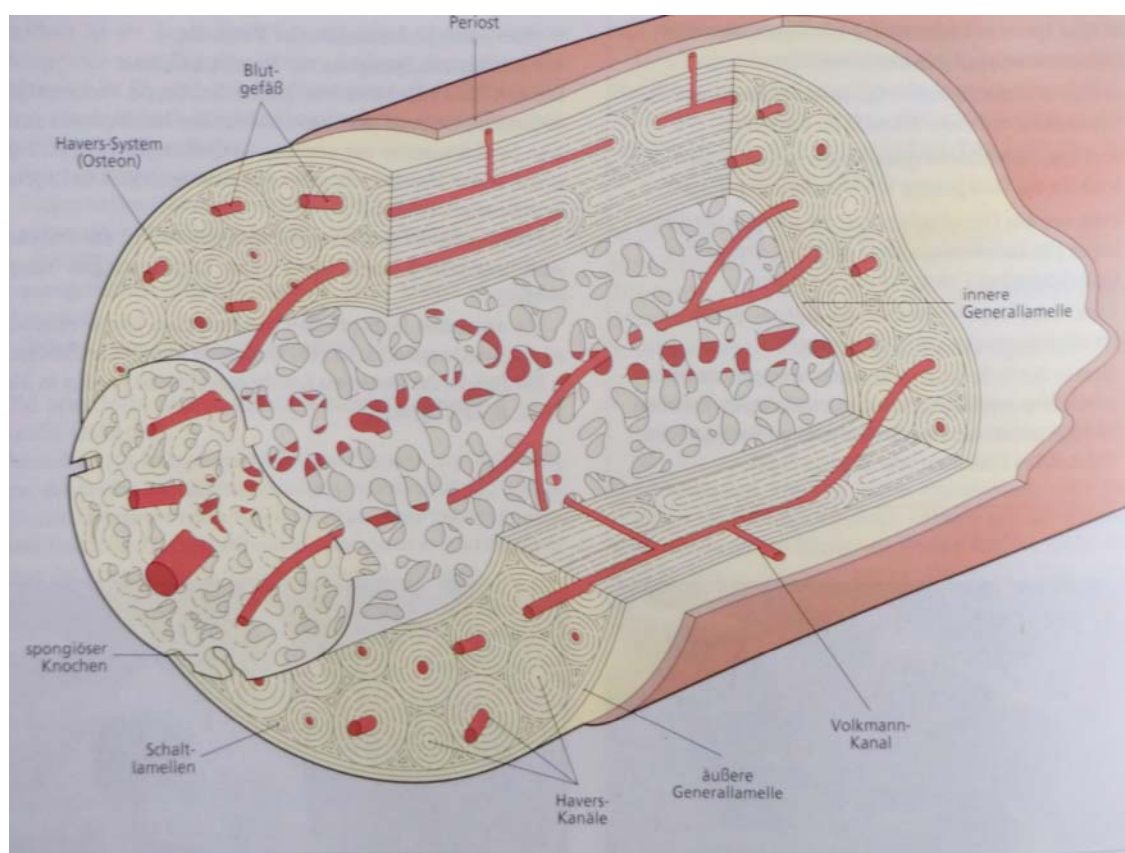 Periost
Blut-
gefäß
Havers-System
(Osteon)
innere
Generallamelle
spongiöser
Knochen
Schalt-
lamellen
Havers-
Kanäle
äußere
Generallamelle
Volkmann-
Kanal